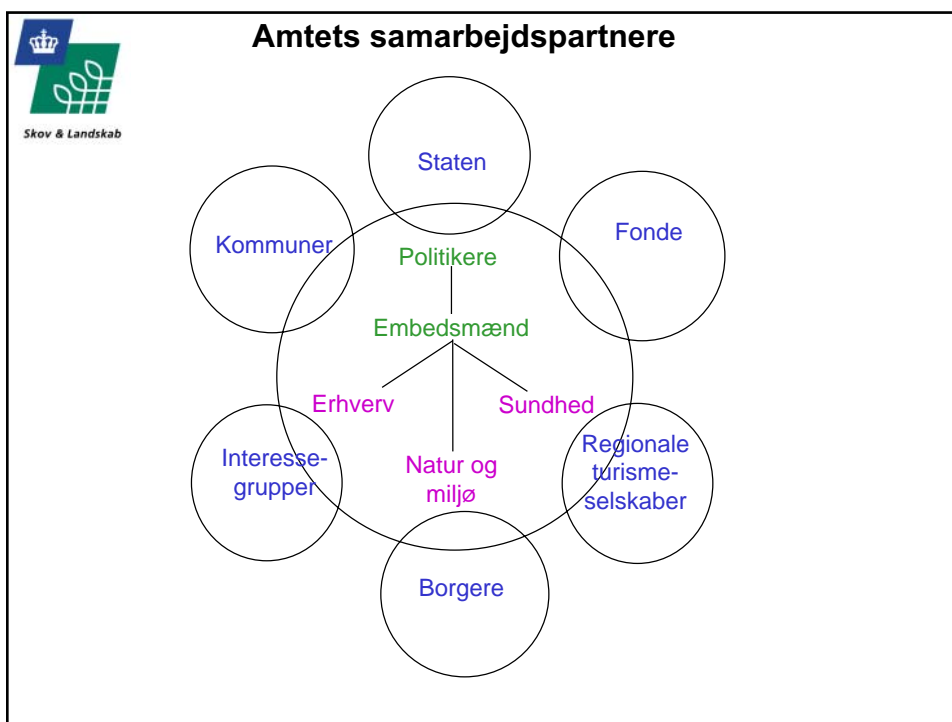 Amtets samarbejdspartnere
Skov & Landskab
Staten
Kommuner
Fonde
Politikere
Embedsmænd
Erhverv
Sundhed
Interesse-
grupper
Natur og
miljø
Regionale
turisme-
selskaber
Borgere